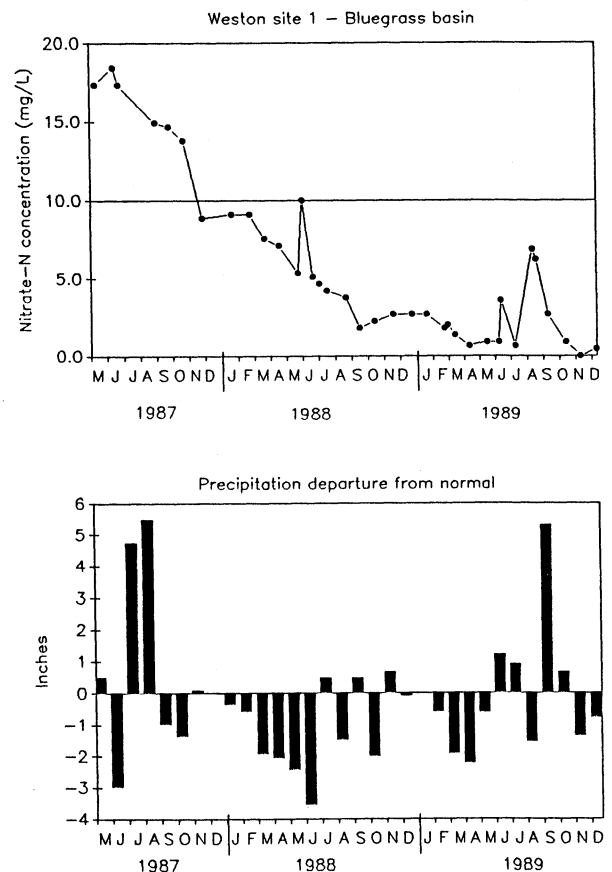 Weston site 1 – Bluegrass basin
Nitrate–N concentration (mg/L)
20.0
15.0
10.0
5.0
0.0
M J J A S O N D J F M A M J J A S O N D J F M A M J J A S O N D
1987 1988 1989
Precipitation departure from normal
Inches
6
5
4
3
2
1
0
−1
−2
−3
−4
M J J A S O N D J F M A M J J A S O N D J F M A M J J A S O N D
1987 1988 1989